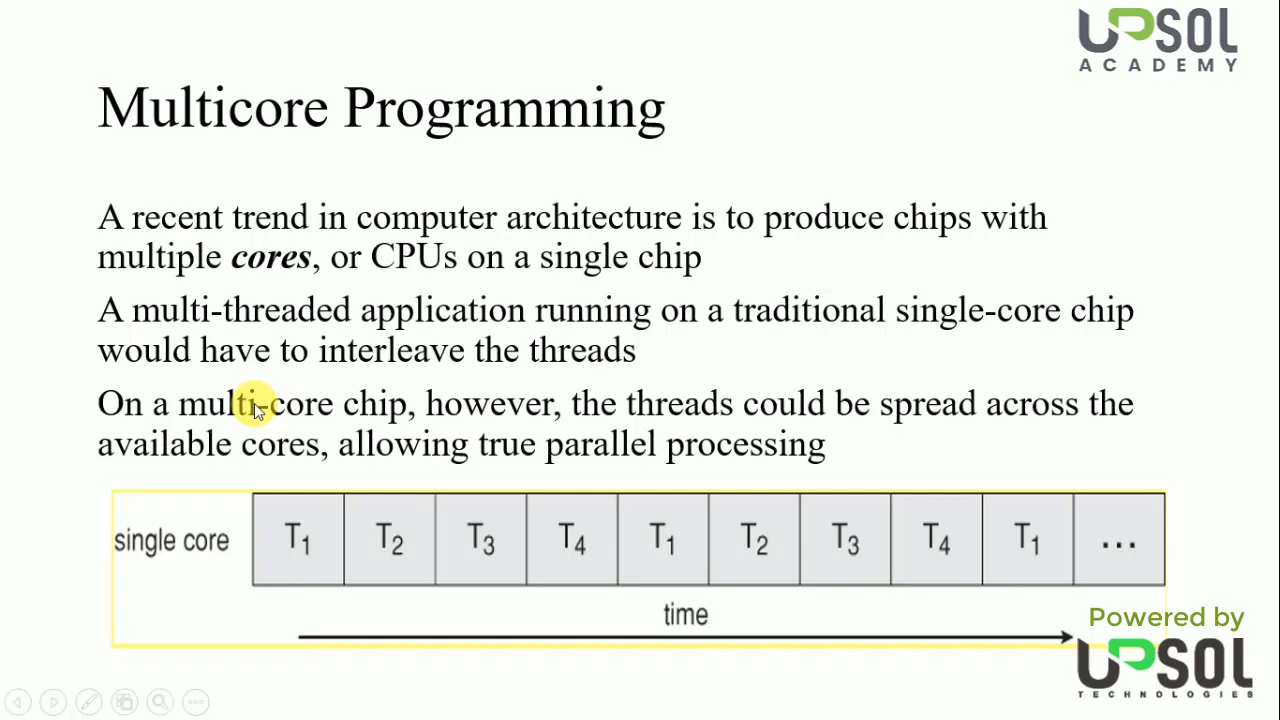 UPSOL
ACADEMY
Multicore Programming
A recent trend in computer architecture is to produce chips with
multiple cores, or CPUs on a single chip
A multi-threaded application running on a traditional single-core chip
would have to interleave the threads
On a multi-core chip, however, the threads could be spread across the
available cores, allowing true parallel processing
single core T1 T2 T3 T4 T1 T2 T3 T4 T1 ...
time
Powered by
UPSOL
TECHNOLOGIES